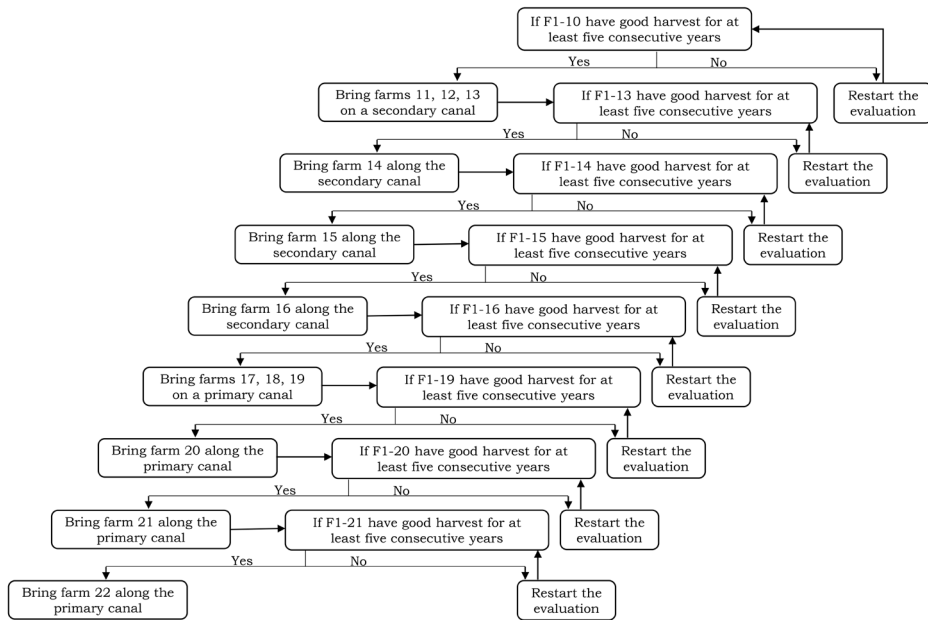 If F1-10 have good harvest for at
least five consecutive years
Yes
No
Bring farms 11, 12, 13
on a secondary canal
If F1-13 have good harvest for at
least five consecutive years
Restart the
evaluation
Yes
No
Bring farm 14 along the
secondary canal
If F1-14 have good harvest for at
least five consecutive years
Restart the
evaluation
Yes
No
Bring farm 15 along the
secondary canal
If F1-15 have good harvest for at
least five consecutive years
Restart the
evaluation
Yes
No
Bring farm 16 along the
secondary canal
If F1-16 have good harvest for at
least five consecutive years
Restart the
evaluation
Yes
No
Bring farms 17, 18, 19
on a primary canal
If F1-19 have good harvest for at
least five consecutive years
Restart the
evaluation
Yes
No
Bring farm 20 along the
primary canal
If F1-20 have good harvest for at
least five consecutive years
Restart the
evaluation
Yes
No
Bring farm 21 along the
primary canal
If F1-21 have good harvest for at
least five consecutive years
Restart the
evaluation
Yes
No
Bring farm 22 along the
primary canal
Restart the
evaluation